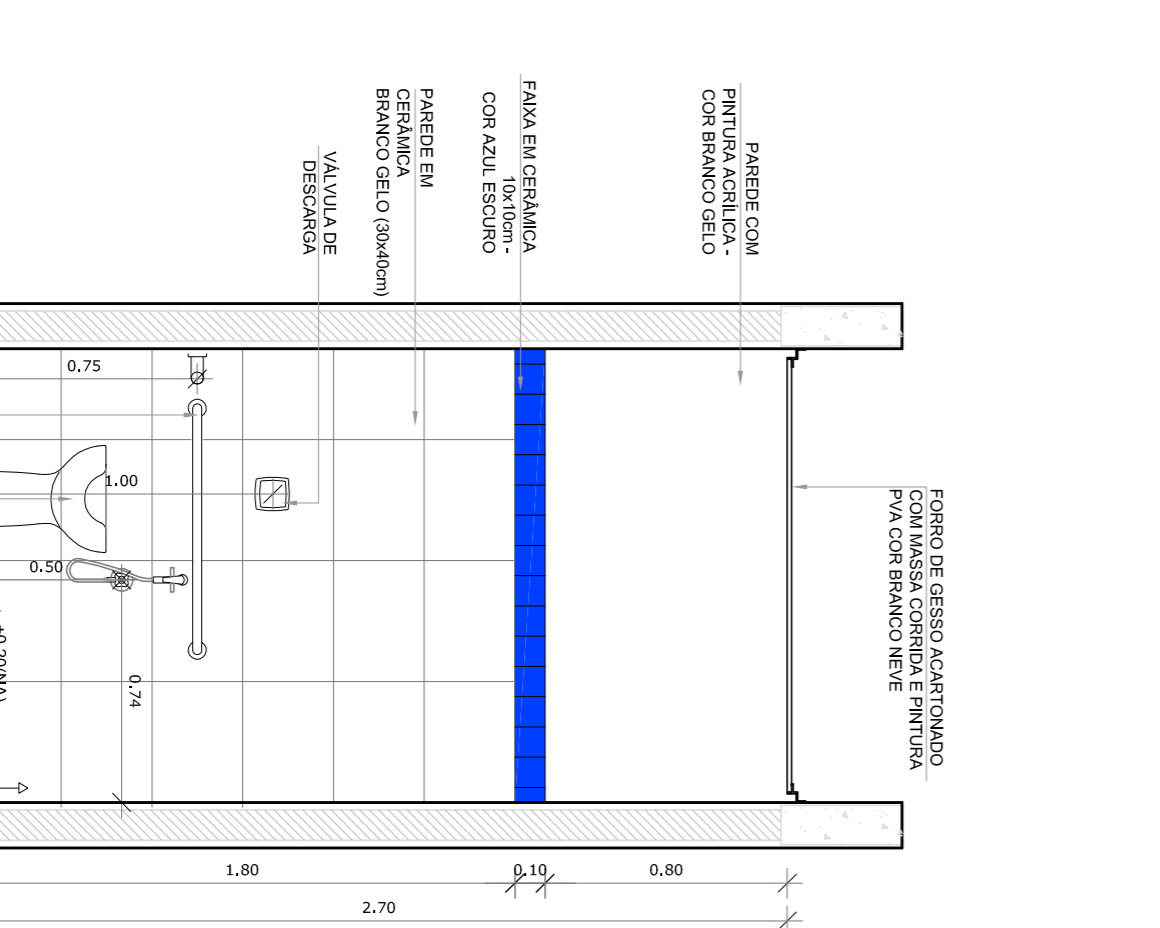 PAREDE COM
PINTURA ACRÍLICA -
COR BRANCO GELO
FAIXA EM CERÂMICA
10x10cm -
COR AZUL ESCURO
PAREDE EM
CERÂMICA
BRANCO GELO (30x40cm)
VÁLVULA DE
DESCARGA
FORRO DE GESSO ACARTONADO
COM MASSA CORRIDA E PINTURA
PVA COR BRANCO NEVE
0.75
1.00
0.50
0.74
1.80
0.10
0.80
2.70